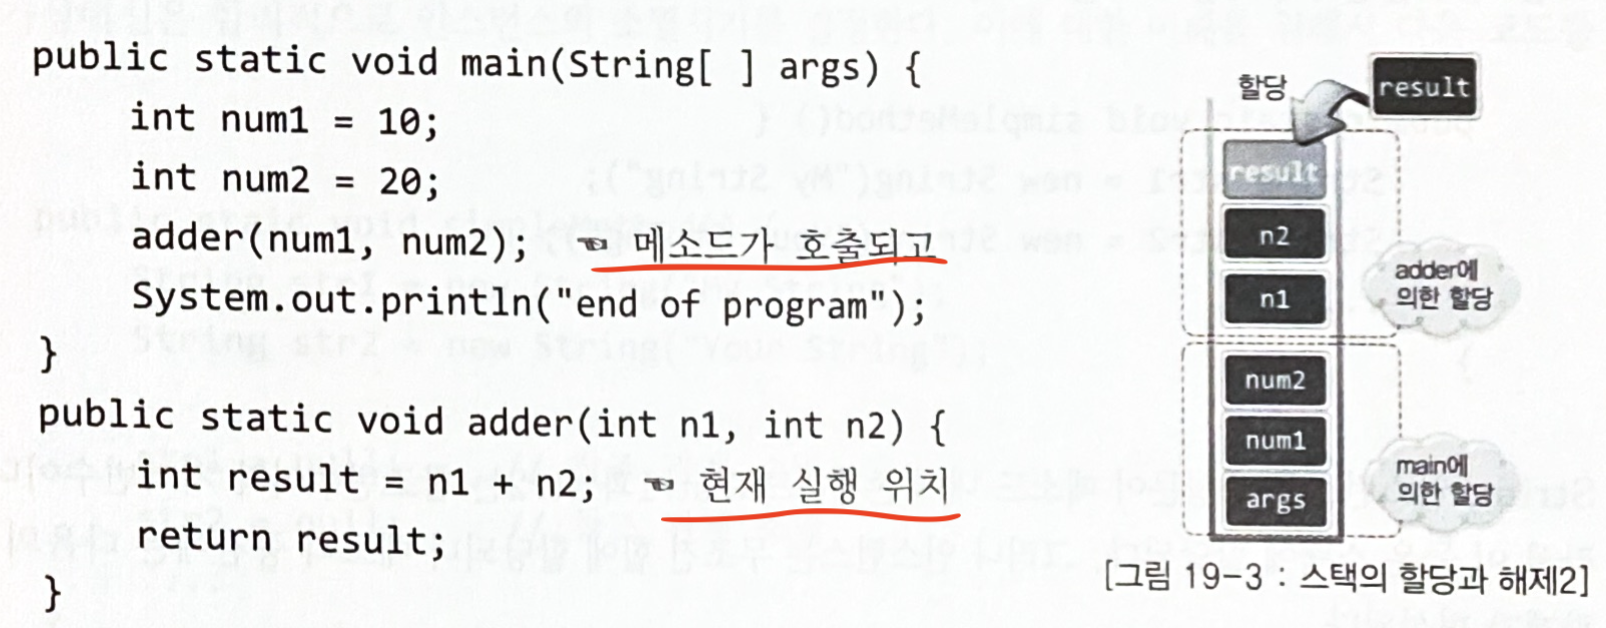 public static void main(String[ ] args) {
int num1 = 10;
int num2 = 20;
adder(num1, num2); ☜ 메소드가 호출되고
System.out.println("end of program");
}
public static void adder(int n1, int n2) {
int result = n1 + n2; ☜ 현재 실행 위치
return result;
}
할당
result
result
n2
n1
adder에
의한 할당
num2
num1
args
main에
의한 할당
[그림 19-3 : 스택의 할당과 해제2]